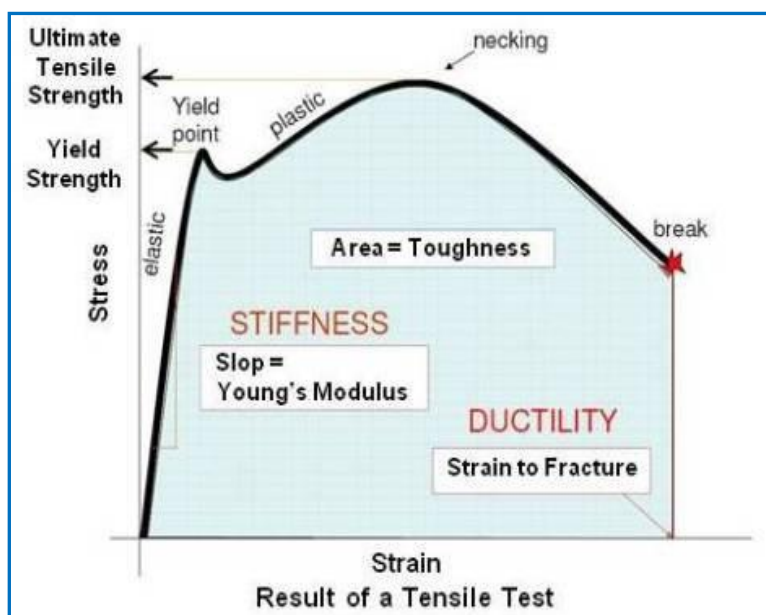 Ultimate
Tensile
Strength
necking
Yield
point
plastic
Yield
Strength
elastic
break
Area = Toughness
Stress
STIFFNESS
Slop =
Young's Modulus
DUCTILITY
Strain to Fracture
Strain
Result of a Tensile Test